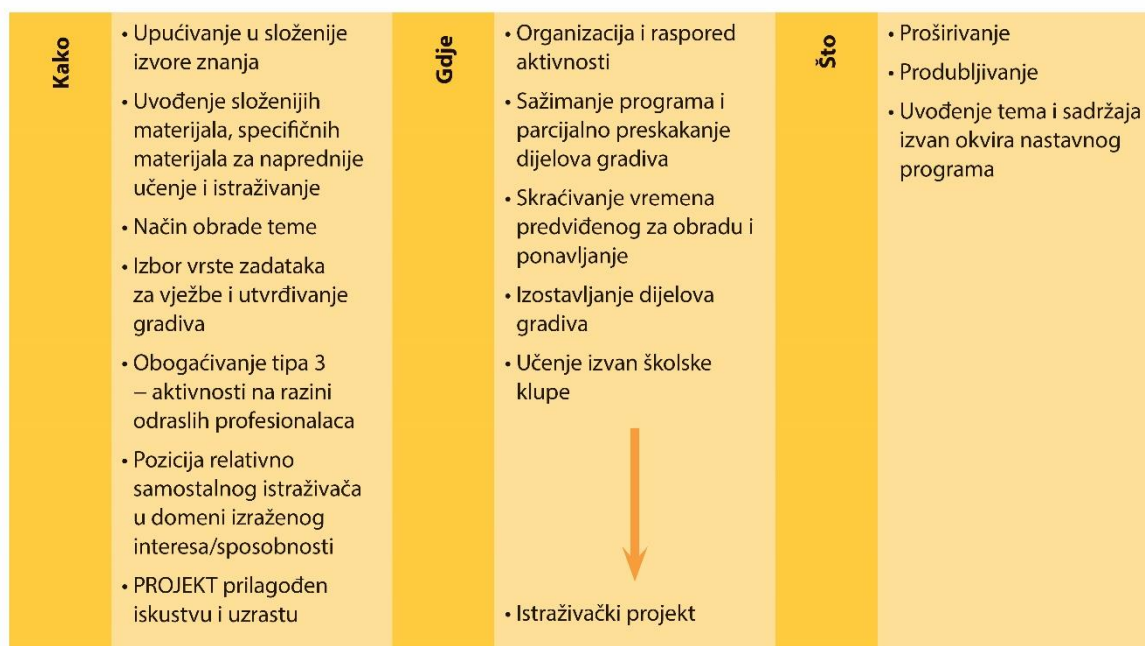 Kako
• Upućivanje u složenije
izvore znanja
• Uvođenje složenijih
materijala, specifičnih
materijala za naprednije
učenje i istraživanje
• Način obrade teme
• Izbor vrste zadataka
za vježbe i utvrđivanje
gradiva
• Obogaćivanje tipa 3
– aktivnosti na razini
odraslih profesionalaca
• Pozicija relativno
samostalnog istraživača
u domeni izraženog
interesa/sposobnosti
• PROJEKT prilagođen
iskustvu i uzrastu
Gdje
• Organizacija i raspored
aktivnosti
• Sažimanje programa i
parcijalno preskakanje
dijelova gradiva
• Skraćivanje vremena
predviđenog za obradu i
ponavljanje
• Izostavljanje dijelova
gradiva
• Učenje izvan školske
klupe
• Istraživački projekt
Što
• Proširivanje
• Produbljivanje
• Uvođenje tema i sadržaja
izvan okvira nastavnog
programa